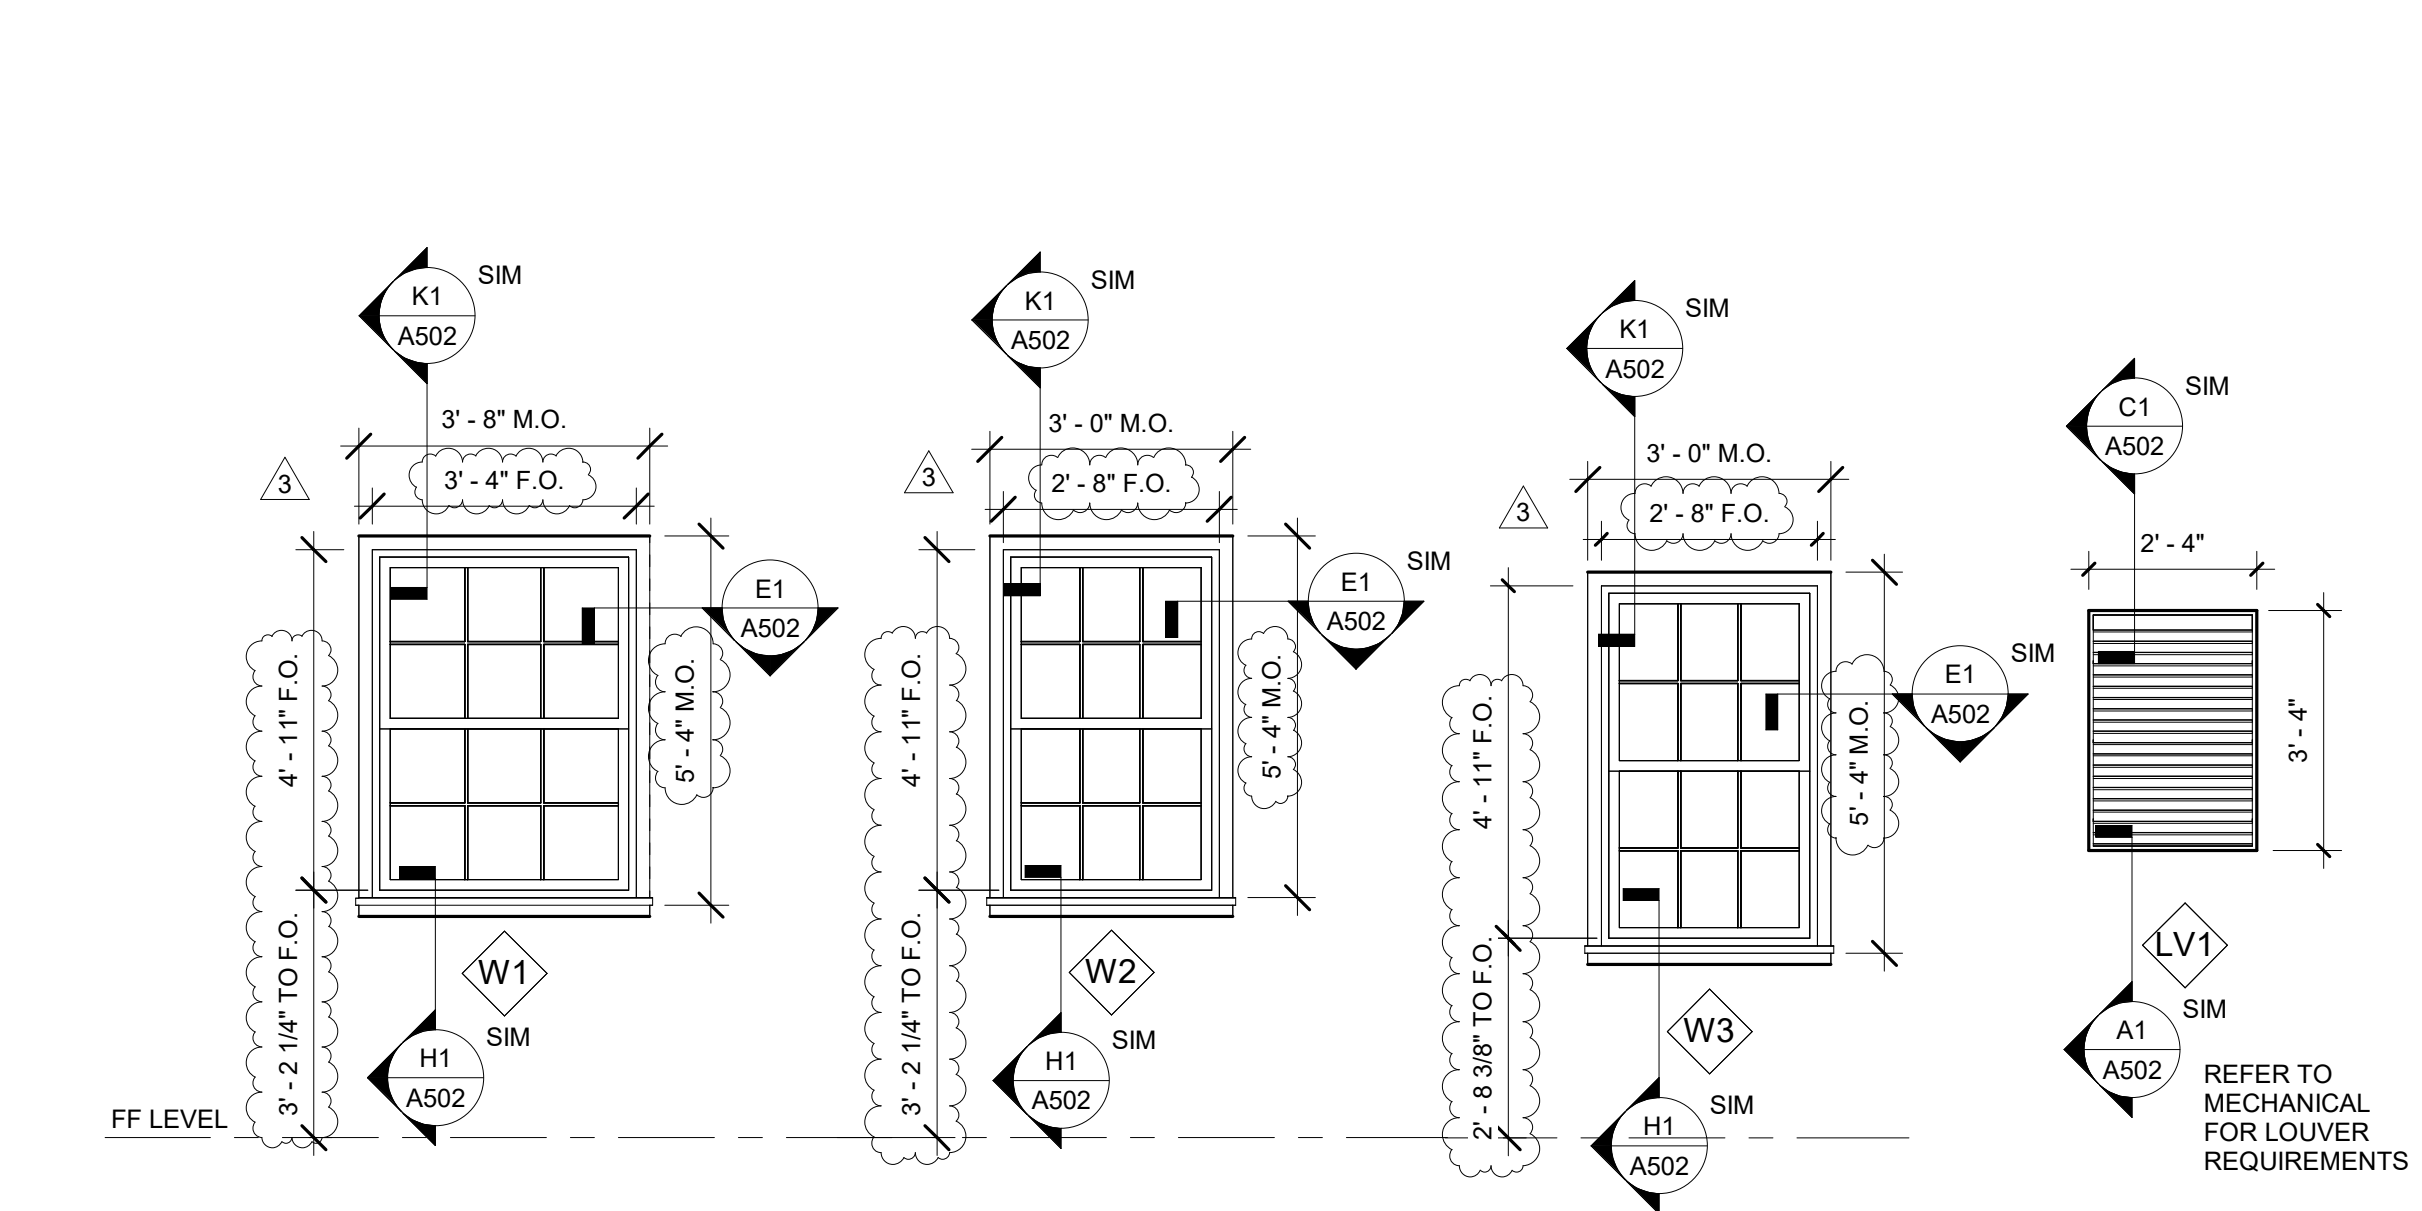 K1
A502
SIM
3' - 8" M.O.
3' - 4" F.O.
3
4' - 11" F.O.
5' - 4" M.O.
E1
A502
3' - 2 1/4" TO F.O.
W1
H1
A502
SIM
FF LEVEL
K1
A502
SIM
3' - 0" M.O.
2' - 8" F.O.
3
4' - 11" F.O.
5' - 4" M.O.
E1
A502
SIM
3' - 2 1/4" TO F.O.
W2
H1
A502
SIM
K1
A502
SIM
3' - 0" M.O.
2' - 8" F.O.
3
4' - 11" F.O.
5' - 4" M.O.
E1
A502
SIM
2' - 8 3/8" TO F.O.
W3
H1
A502
SIM
C1
A502
SIM
2' - 4"
3' - 4"
LV1
A1
A502
SIM
REFER TO
MECHANICAL
FOR LOUVER
REQUIREMENTS